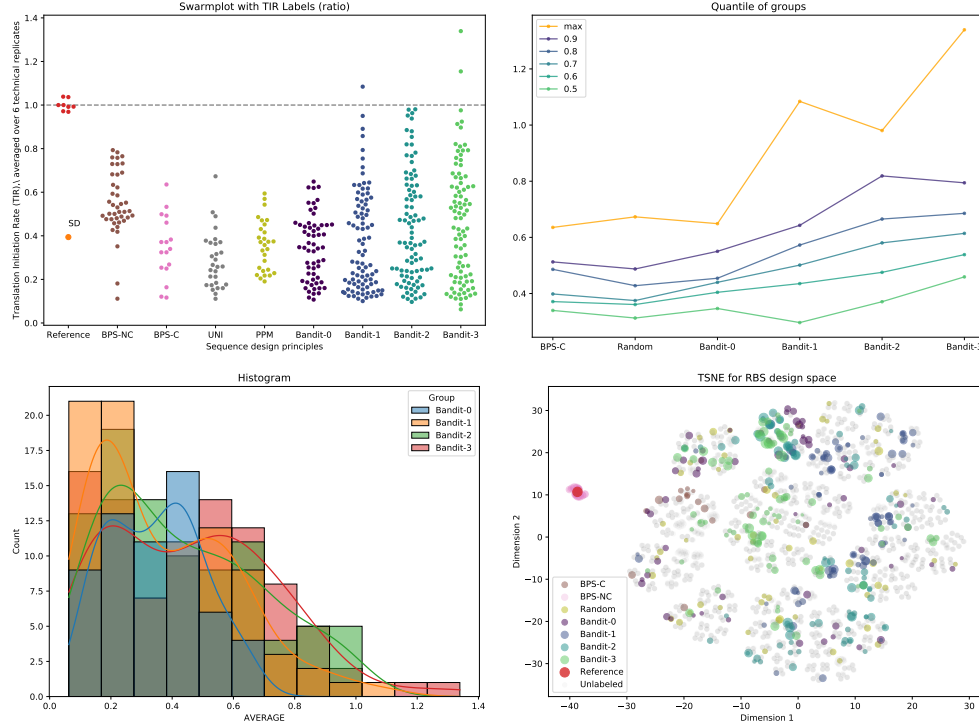 Swarmplot with TIR Labels (ratio)
Translation Initiation Rate (TIR)\, averaged over 6 technical replicates
1.4
1.2
1.0
0.8
0.6
0.4
0.2
0.0
SD
Reference BPS-NC BPS-C UNI PPM Bandit-0 Bandit-1 Bandit-2 Bandit-3
Sequence design principles
Quantile of groups
max
0.9
0.8
0.7
0.6
0.5
1.2
1.0
0.8
0.6
0.4
BPS-C Random Bandit-0 Bandit-1 Bandit-2 Bandit-3
Histogram
Group
Bandit-0
Bandit-1
Bandit-2
Bandit-3
Count
20.0
17.5
15.0
12.5
10.0
7.5
5.0
2.5
0.0
0.2 0.4 0.6 0.8 1.0 1.2 1.4
AVERAGE
TSNE for RBS design space
Dimension 2
30
20
10
0
−10
−20
−30
BPS-C
BPS-NC
Random
Bandit-0
Bandit-1
Bandit-2
Bandit-3
Reference
Unlabeled
−40 −30 −20 −10 0 10 20 30
Dimension 1